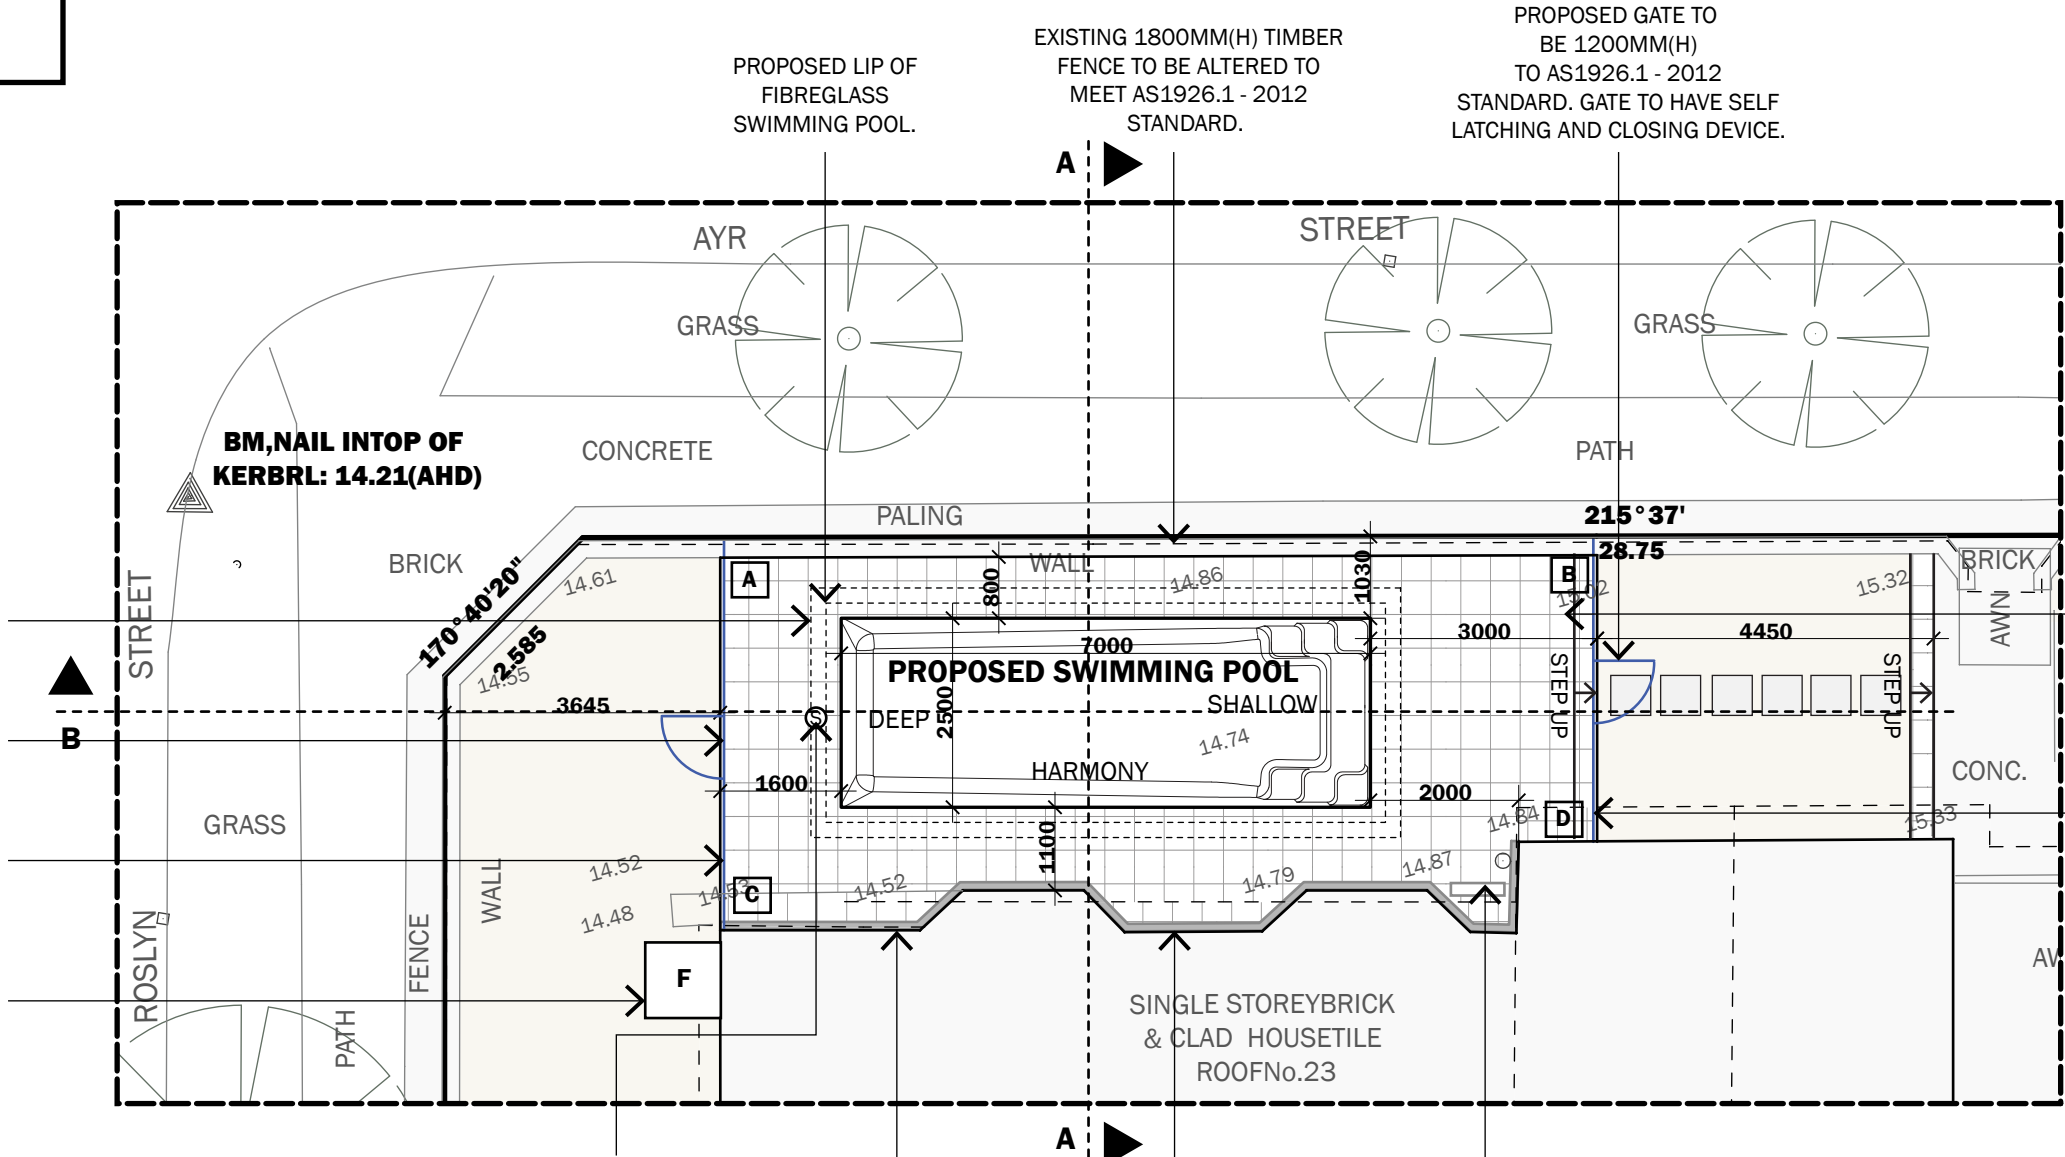 PROPOSED LIP OF
FIBREGLASS
SWIMMING POOL.
EXISTING 1800MM(H) TIMBER
FENCE TO BE ALTERED TO
MEET AS1926.1 - 2012
STANDARD.
PROPOSED GATE TO
BE 1200MM(H)
TO AS1926.1 - 2012
STANDARD. GATE TO HAVE SELF
LATCHING AND CLOSING DEVICE.
A
AYR
STREET
GRASS
GRASS
BM,NAIL INTOP OF
KERBRL: 14.21(AHD)
CONCRETE
PATH
PALING
215°37'
28.75
BRICK
WALL
BRICK
STREET
170°40'20"
2.585
14.61
14.55
A
800
14.86
1030
B
15.02
15.32
AWN
7000
3000
4450
PROPOSED SWIMMING POOL
3645
S
DEEP
2500
SHALLOW
14.74
STEP UP
STEP UP
B
HARMONY
1600
2000
CONC.
GRASS
1100
14.84
D
15.33
WALL
14.52
14.53
C
14.52
14.79
14.87
14.48
ROSLYN
FENCE
PATH
F
SINGLE STOREYBRICK
& CLAD HOUSETILE
ROOFNo.23
A